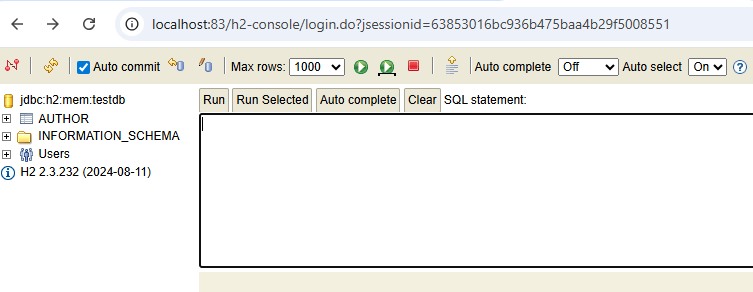 localhost:83/h2-console/login.do?jsessionid=63853016bc936b475baa4b29f5008551
Auto commit Max rows: 1000 Auto complete Off Auto select On
jdbc:h2:mem:testdb
AUTHOR
INFORMATION_SCHEMA
Users
H2 2.3.232 (2024-08-11)
Run Run Selected Auto complete Clear SQL statement: